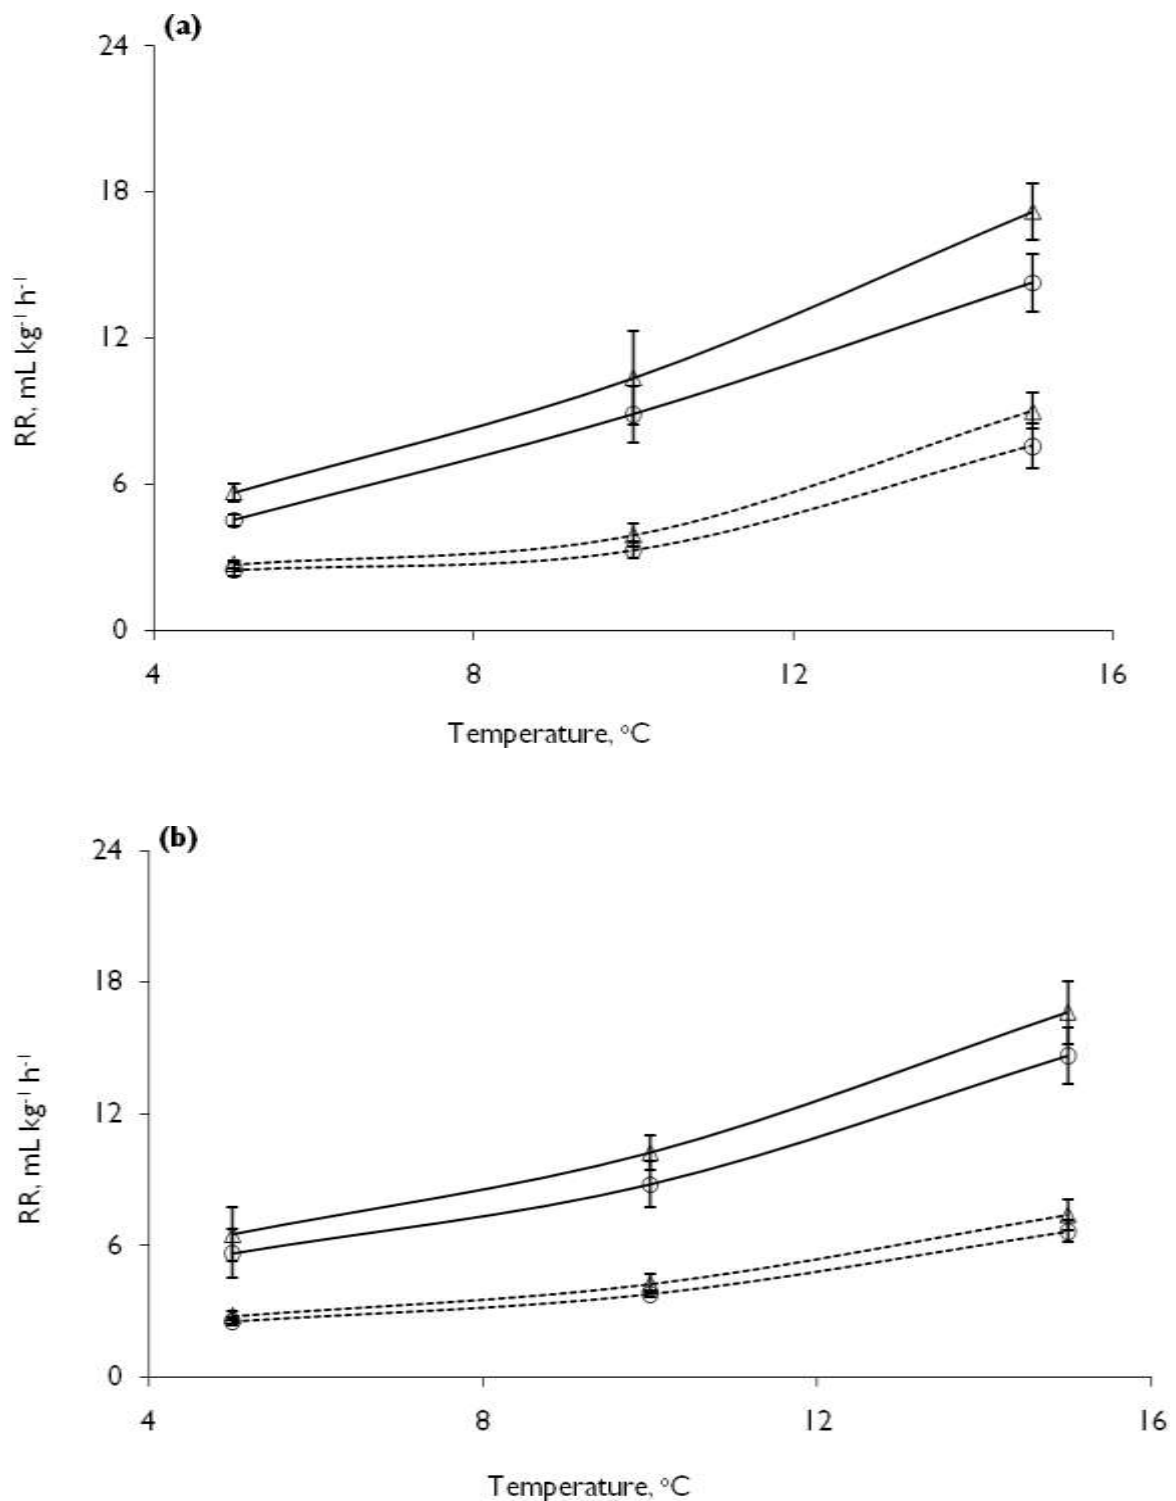 (a)
24
18
12
6
0
RR, mL kg⁻¹ h⁻¹
4 8 12 16
Temperature, °C
(b)
24
18
12
6
0
RR, mL kg⁻¹ h⁻¹
4 8 12 16
Temperature, °C